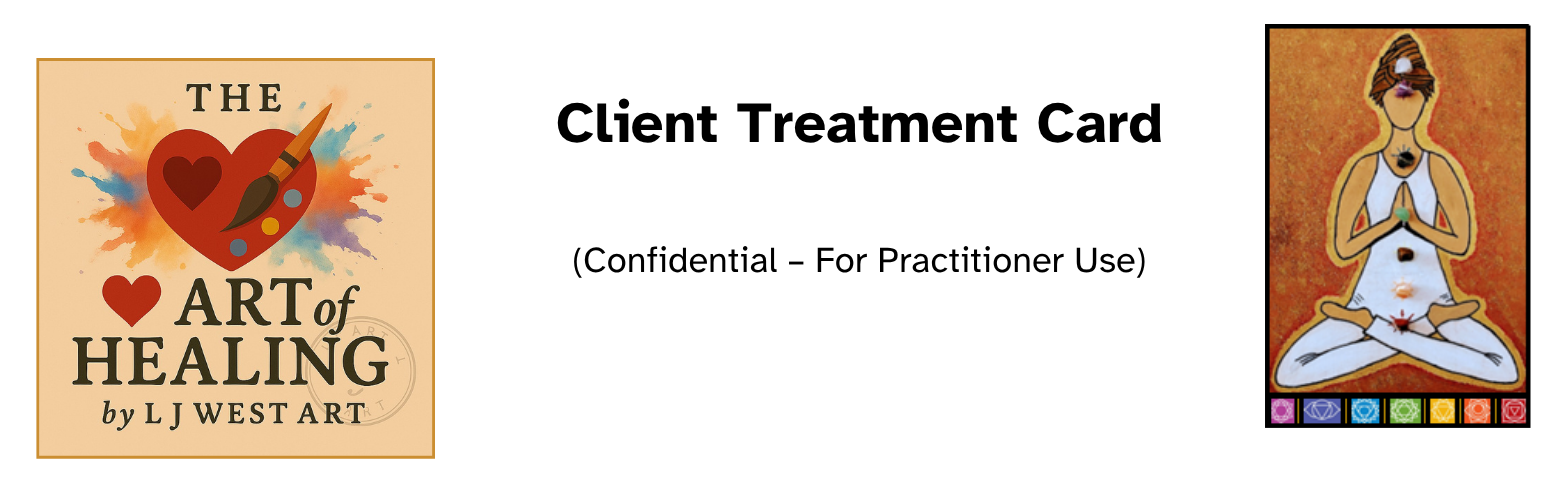 THE
ART of
HEALING
by L J WEST ART
Client Treatment Card
(Confidential – For Practitioner Use)